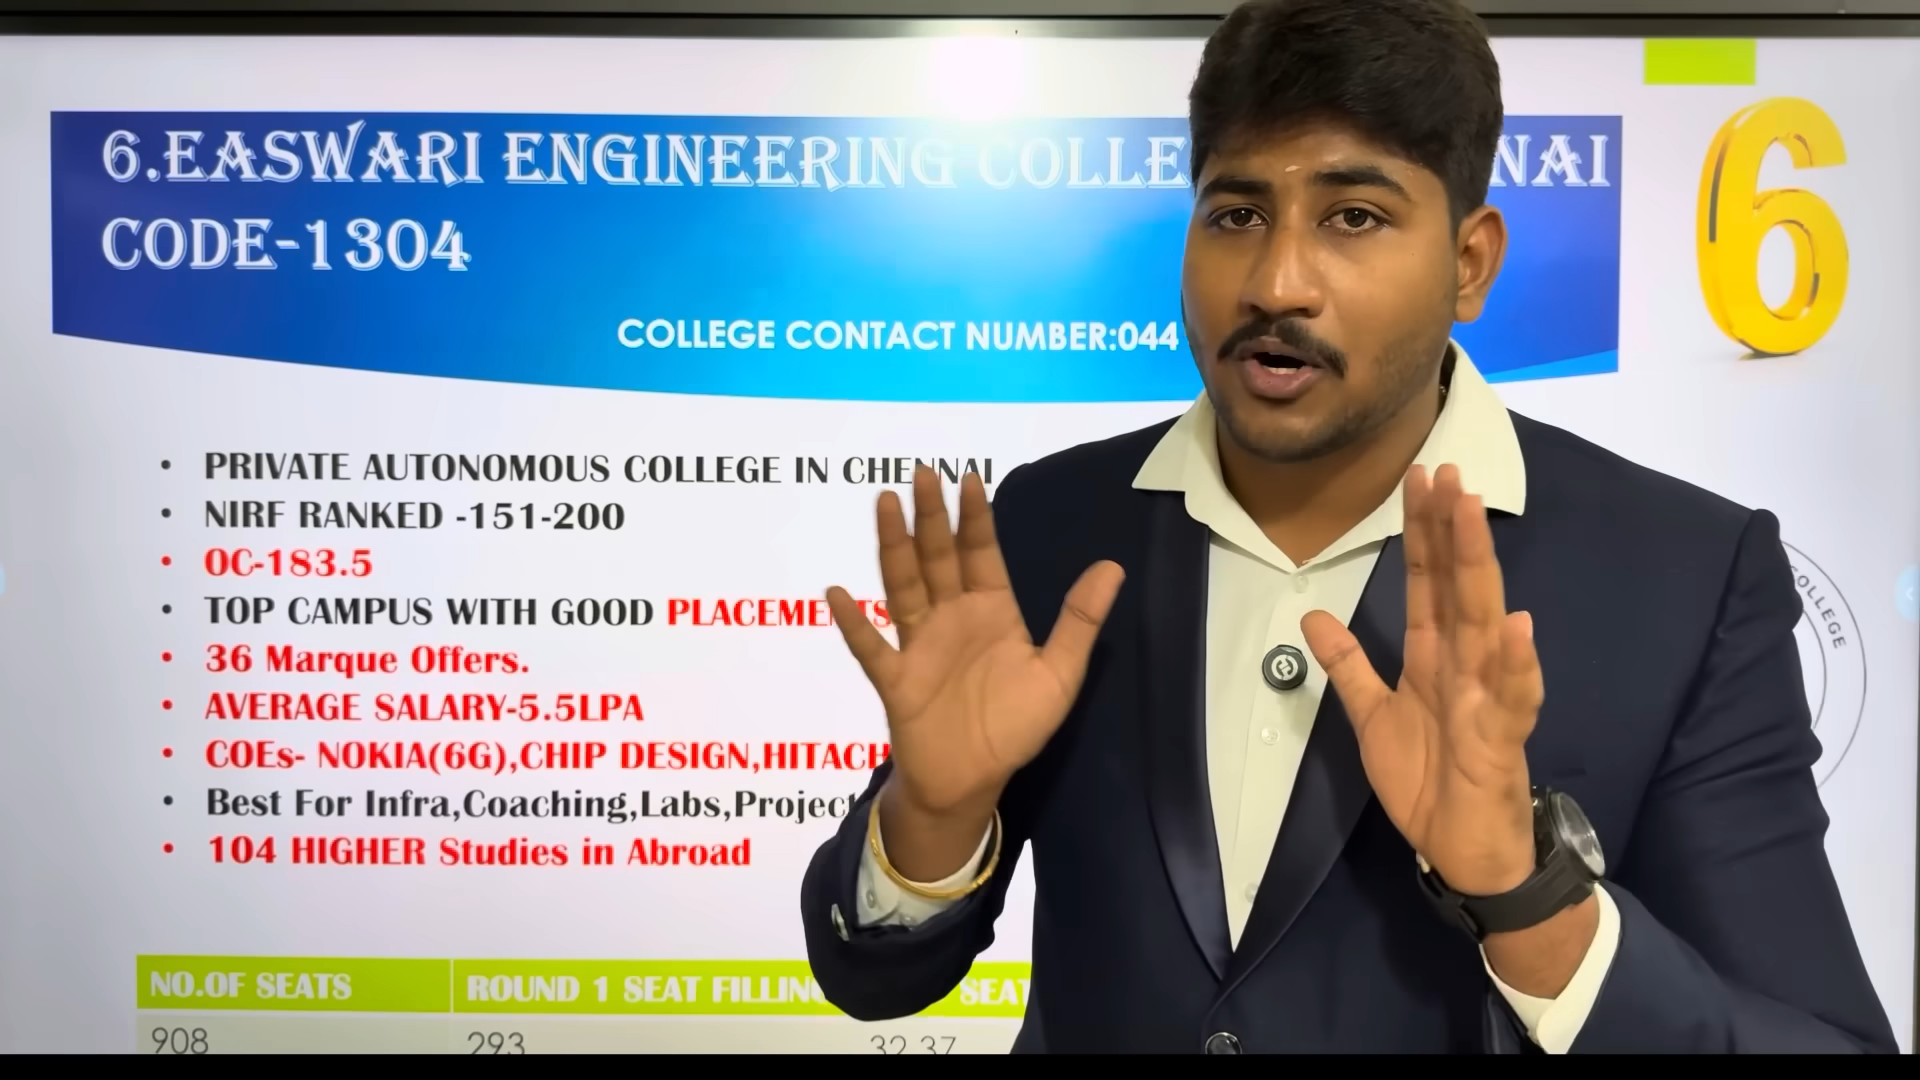 6.EASWARI ENGINEERING COLLE NAI
CODE-1304
6
COLLEGE CONTACT NUMBER:044
• PRIVATE AUTONOMOUS COLLEGE IN CHENNAI
• NIRF RANKED -151-200
• OC-183.5
• TOP CAMPUS WITH GOOD PLACEMENTS
• 36 Marque Offers.
• AVERAGE SALARY-5.5LPA
• COEs- NOKIA(6G),CHIP DESIGN,HITACH
• Best For Infra,Coaching,Labs,Project
• 104 HIGHER Studies in Abroad
COLLEGE
NO.OF SEATS ROUND 1 SEAT FILLING SEAT
908 293 32.37